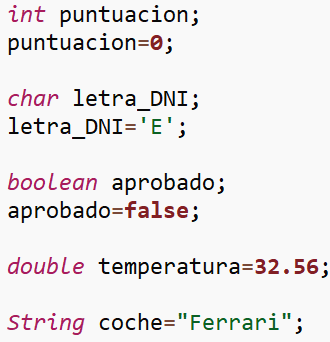 int puntuacion;
puntuacion=0;
char letra_DNI;
letra_DNI='E';
boolean aprobado;
aprobado=false;
double temperatura=32.56;
String coche="Ferrari";